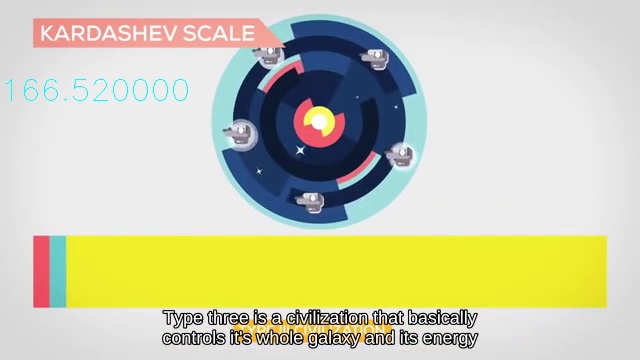 KARDASHEV SCALE
166.520000
Type three is a civilization that basically
controls it's whole galaxy and its energy